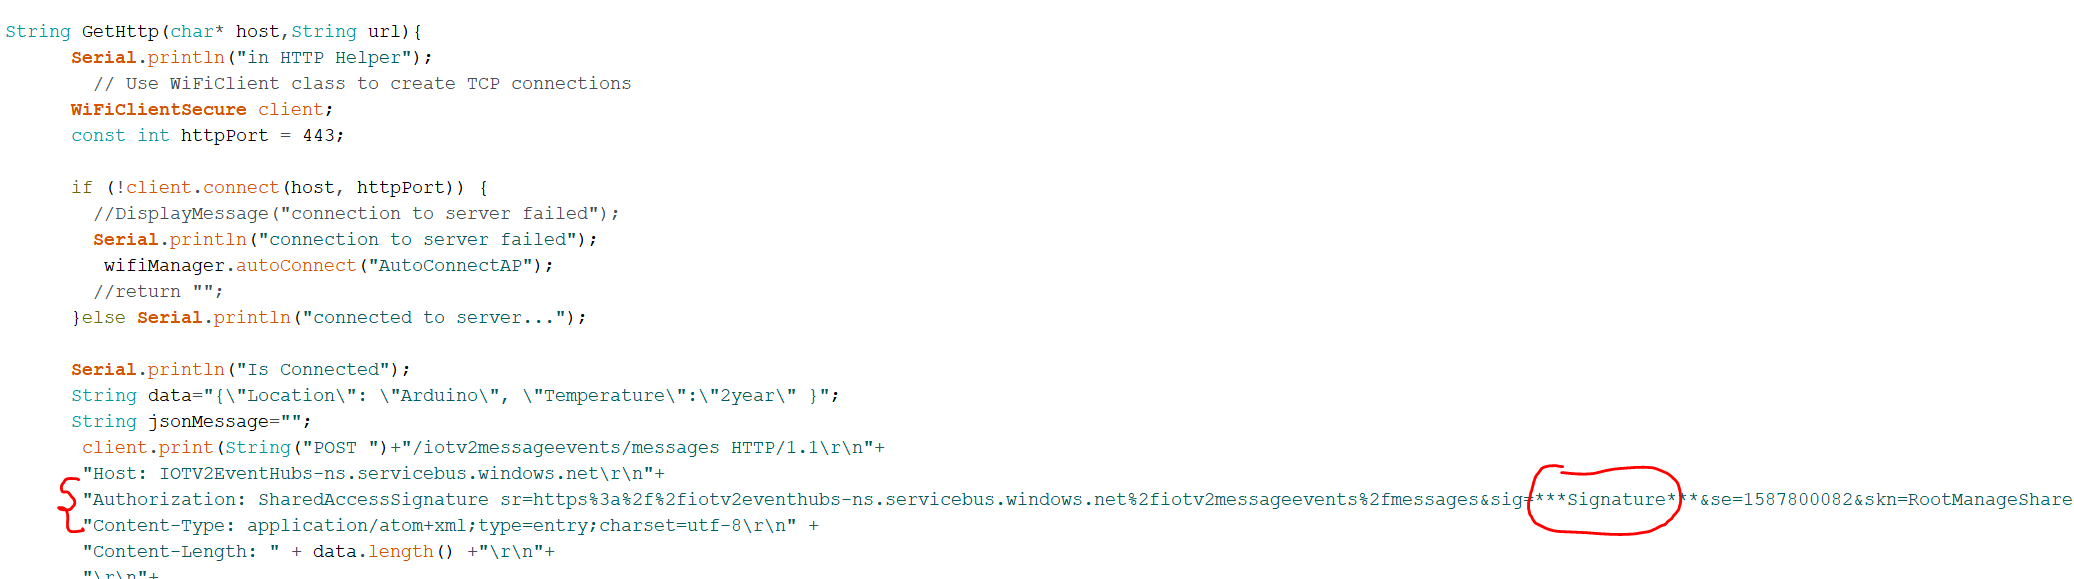 String GetHttp(char* host,String url){
Serial.println("in HTTP Helper");
// Use WiFiClient class to create TCP connections
WiFiClientSecure client;
const int httpPort = 443;
if (!client.connect(host, httpPort)) {
//DisplayMessage("connection to server failed");
Serial.println("connection to server failed");
wifiManager.autoConnect("AutoConnectAP");
//return "";
}else Serial.println("connected to server...");
Serial.println("Is Connected");
String data="{\"Location\": \"Arduino\", \"Temperature\":\"2year\" }";
String jsonMessage="";
client.print(String("POST ")+"/iotv2messageevents/messages HTTP/1.1\r\n"+
"Host: IOTV2EventHubs-ns.servicebus.windows.net\r\n"+
"Authorization: SharedAccessSignature sr=https%3a%2f%2fiotv2eventhubs-ns.servicebus.windows.net%2fiotv2messageevents%2fmessages&sig=***Signature***&se=1587800082&skn=RootManageShare
"Content-Type: application/atom+xml;type=entry;charset=utf-8\r\n" +
"Content-Length: " + data.length() +"\r\n"+
"\r\n"+